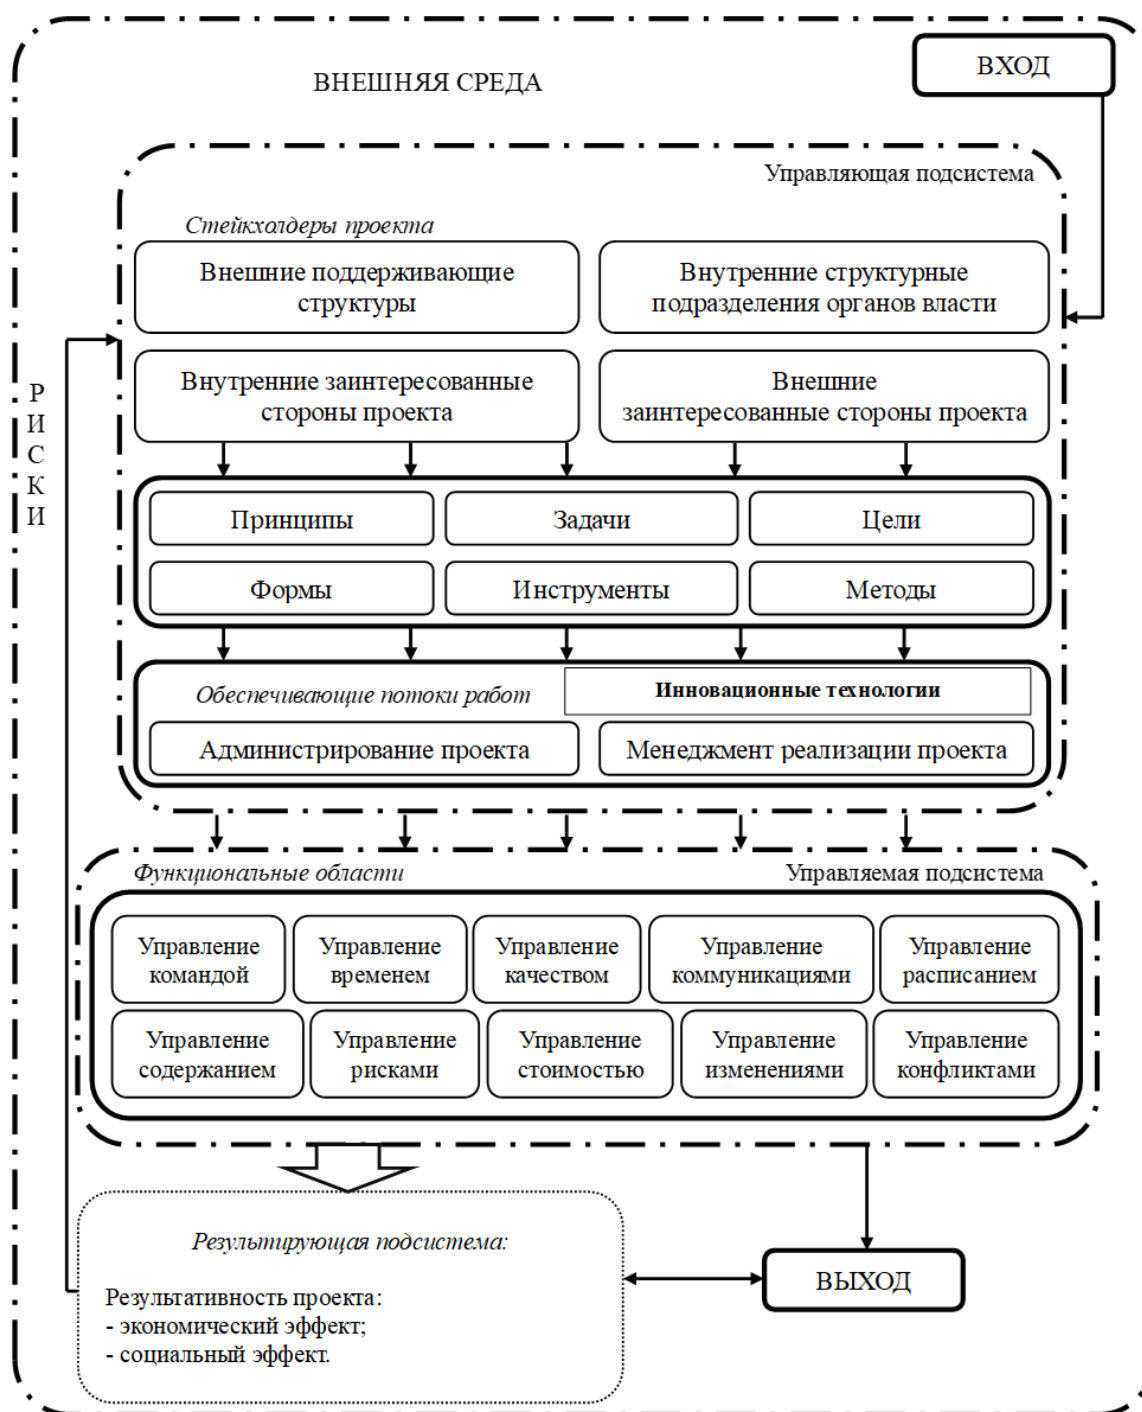 ВХОД
ВНЕШНЯЯ СРЕДА
Управляющая подсистема
Стейкхолдеры проекта
Внешние поддерживающие
структуры
Внутренние структурные
подразделения органов власти
Внутренние заинтересованные
стороны проекта
Внешние
заинтересованные стороны проекта
РИСКИ
Принципы
Задачи
Цели
Формы
Инструменты
Методы
Обеспечивающие потоки работ
Инновационные технологии
Администрирование проекта
Менеджмент реализации проекта
Функциональные области
Управляемая подсистема
Управление
командой
Управление
временем
Управление
качеством
Управление
коммуникациями
Управление
расписанием
Управление
содержанием
Управление
рисками
Управление
стоимостью
Управление
изменениями
Управление
конфликтами
Результирующая подсистема:
Результативность проекта:
- экономический эффект;
- социальный эффект.
ВЫХОД